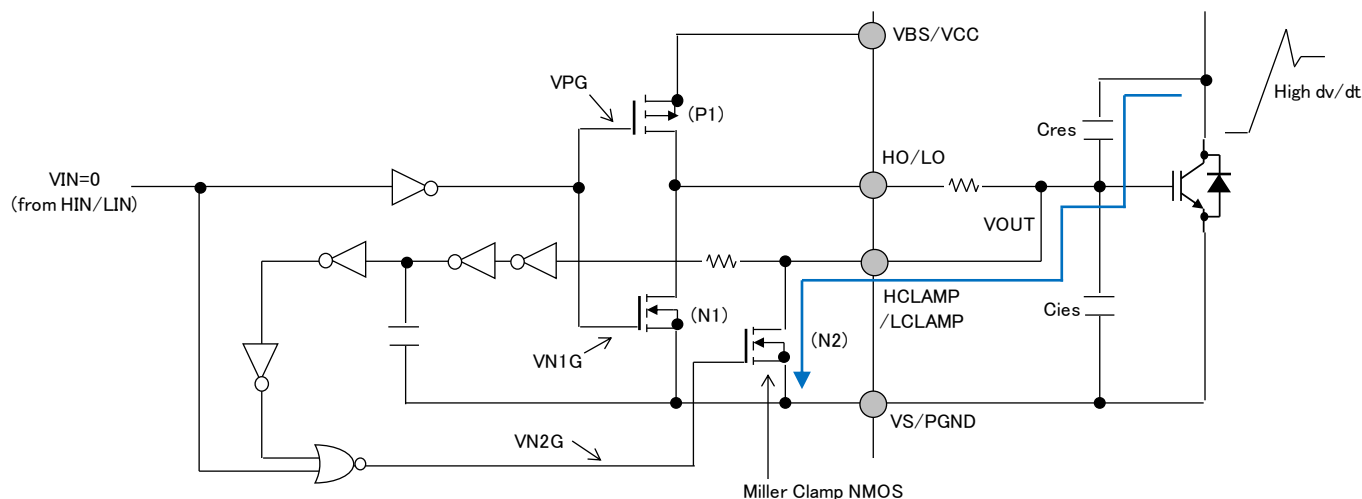 VBS/VCC
VPG
(P1)
High dv/dt
Cres
HO/LO
VIN=0
(from HIN/LIN)
VOUT
HCLAMP
/LCLAMP
(N1)
(N2)
Cies
VN1G
VS/PGND
VN2G
Miller Clamp NMOS